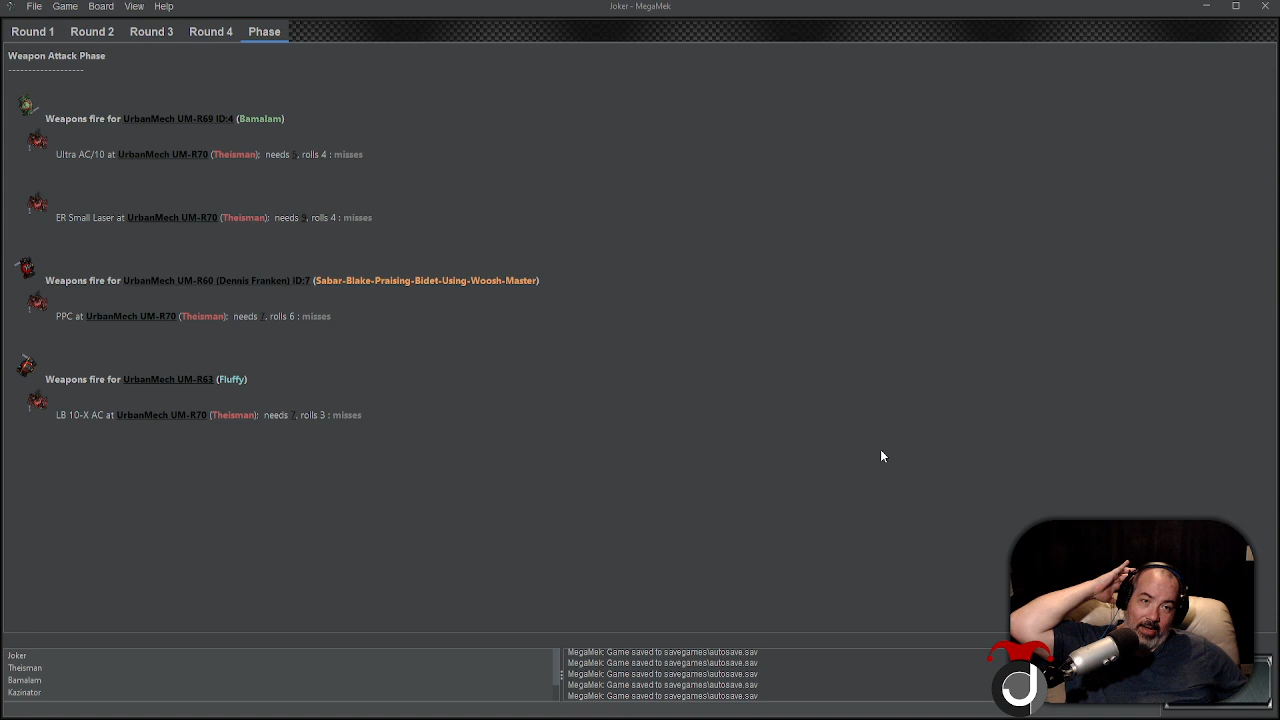 Joker - MegaMek
File Game Board View Help
Round 1 Round 2 Round 3 Round 4 Phase
Weapon Attack Phase
-------------------
Weapons fire for UrbanMech UM-R69 ID:4 (Bamalam)
Ultra AC/10 at UrbanMech UM-R70 (Theisman); needs , rolls 4 : misses
ER Small Laser at UrbanMech UM-R70 (Theisman); needs 9, rolls 4 : misses
Weapons fire for UrbanMech UM-R60 (Dennis Franken) ID:7 (Sabar-Blake-Praising-Bidet-Using-Woosh-Master)
PPC at UrbanMech UM-R70 (Theisman); needs , rolls 6 : misses
Weapons fire for UrbanMech UM-R63 (Fluffy)
LB 10-X AC at UrbanMech UM-R70 (Theisman); needs , rolls 3 : misses
Joker
Theisman
Bamalam
Kazinator
MegaMek: Game saved to savegames\autosave.sav
MegaMek: Game saved to savegames\autosave.sav
MegaMek: Game saved to savegames\autosave.sav
MegaMek: Game saved to savegames\autosave.sav
MegaMek: Game saved to savegames\autosave.sav